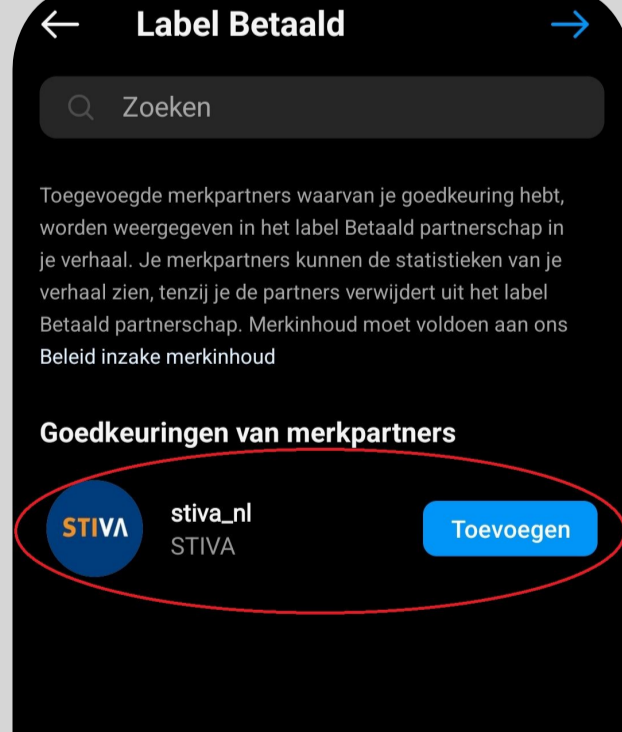 Label Betaald
Zoeken
Toegevoegde merkpartners waarvan je goedkeuring hebt,
worden weergegeven in het label Betaald partnerschap in
je verhaal. Je merkpartners kunnen de statistieken van je
verhaal zien, tenzij je de partners verwijdert uit het label
Betaald partnerschap. Merkinhoud moet voldoen aan ons
Beleid inzake merkinhoud
Goedkeuringen van merkpartners
STIVA
stiva_nl
STIVA
Toevoegen